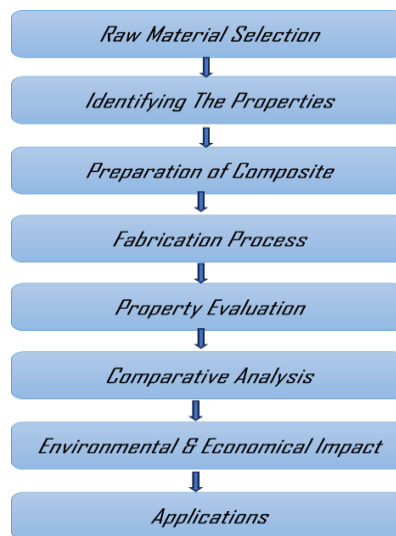 Raw Material Selection
Identifying The Properties
Preparation of Composite
Fabrication Process
Property Evaluation
Comparative Analysis
Environmental & Economical Impact
Applications